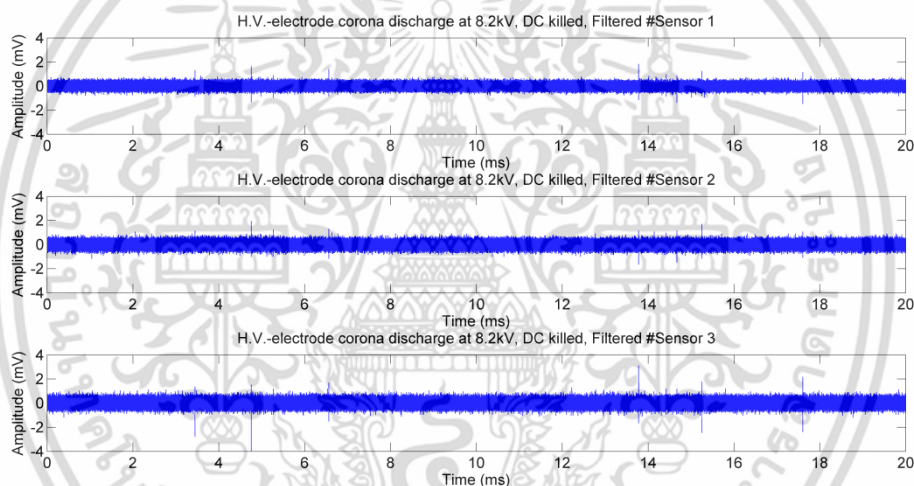 H.V.-electrode corona discharge at 8.2kV, DC killed, Filtered #Sensor 1
Amplitude (mV)
4
2
0
-2
-4
0 2 4 6 8 10 12 14 16 18 20
Time (ms)
H.V.-electrode corona discharge at 8.2kV, DC killed, Filtered #Sensor 2
Amplitude (mV)
4
2
0
-2
-4
0 2 4 6 8 10 12 14 16 18 20
Time (ms)
H.V.-electrode corona discharge at 8.2kV, DC killed, Filtered #Sensor 3
Amplitude (mV)
4
2
0
-2
-4
0 2 4 6 8 10 12 14 16 18 20
Time (ms)